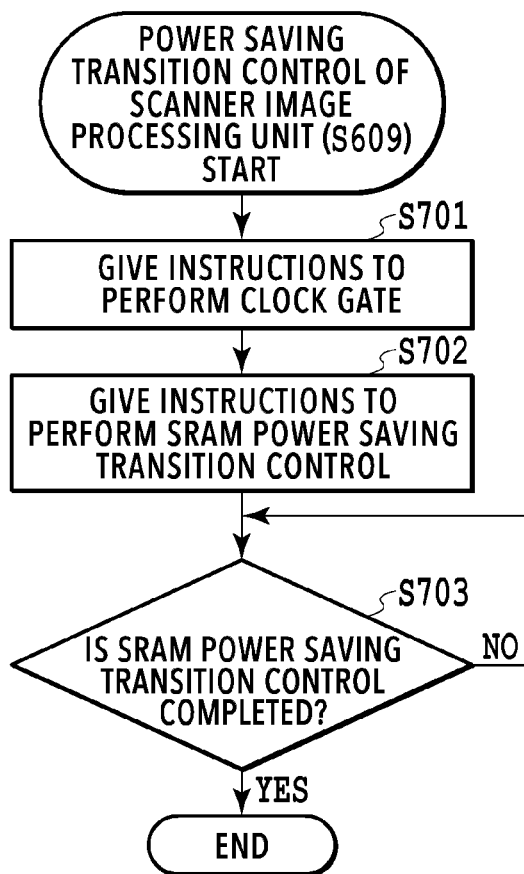 POWER SAVING
TRANSITION CONTROL OF
SCANNER IMAGE
PROCESSING UNIT (S609)
START
S701
GIVE INSTRUCTIONS TO
PERFORM CLOCK GATE
S702
GIVE INSTRUCTIONS TO
PERFORM SRAM POWER SAVING
TRANSITION CONTROL
S703
IS SRAM POWER SAVING
TRANSITION CONTROL
COMPLETED?
NO
YES
END